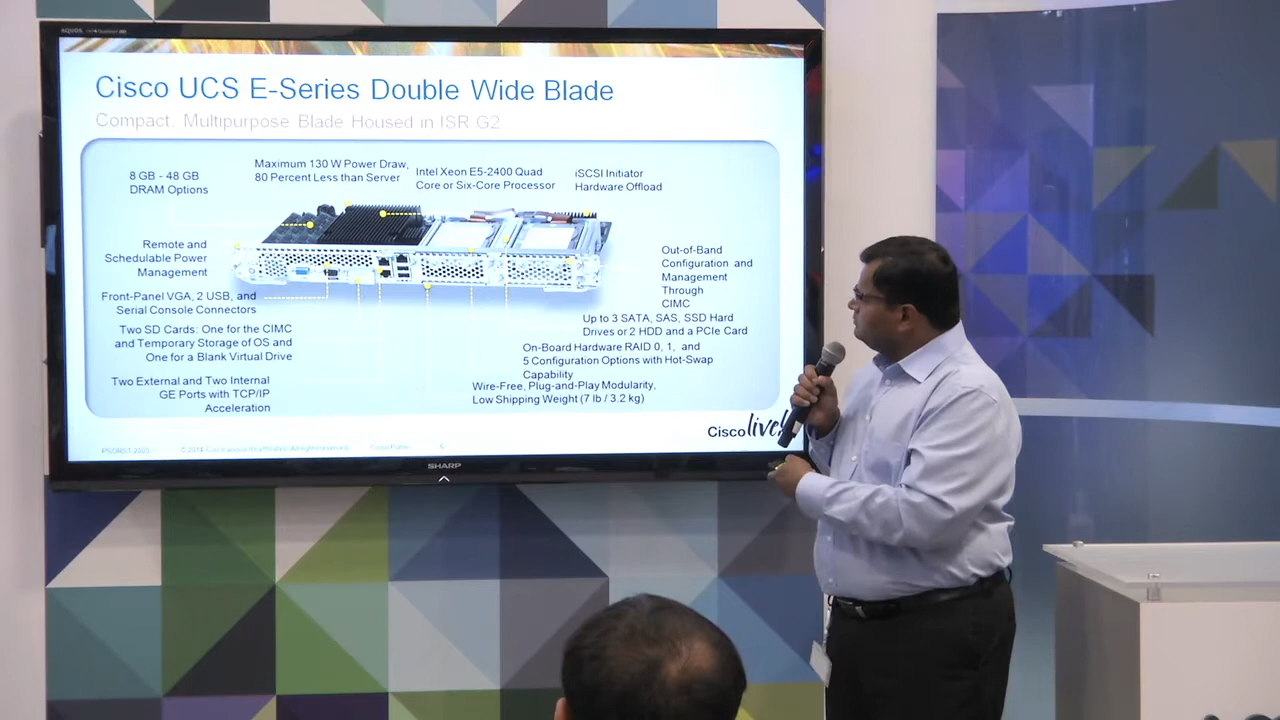 AQUOS
Cisco UCS E-Series Double Wide Blade
Compact, Multipurpose Blade Housed in ISR G2
8 GB - 48 GB
DRAM Options
Maximum 130 W Power Draw,
80 Percent Less than Server
Intel Xeon E5-2400 Quad
Core or Six-Core Processor
iSCSI Initiator
Hardware Offload
Remote and
Schedulable Power
Management
Out-of-Band
Configuration and
Management
Through
CIMC
Front-Panel VGA, 2 USB, and
Serial Console Connectors
Up to 3 SATA, SAS, SSD Hard
Drives or 2 HDD and a PCIe Card
Two SD Cards: One for the CIMC
and Temporary Storage of OS and
One for a Blank Virtual Drive
On-Board Hardware RAID 0, 1, and
5 Configuration Options with Hot-Swap
Capability
Two External and Two Internal
GE Ports with TCP/IP
Acceleration
Wire-Free, Plug-and-Play Modularity,
Low Shipping Weight (7 lb / 3.2 kg)
Cisco live!
Cisco Public
SHARP